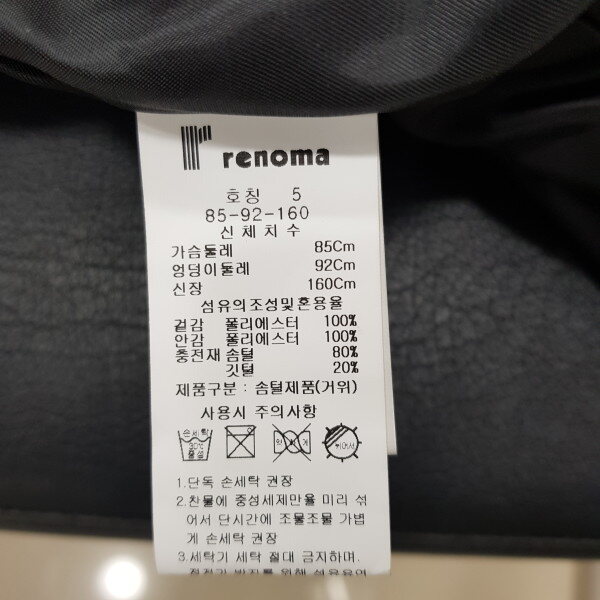 renoma
호칭 5
85-92-160
신체치수
가슴둘레 85Cm
엉덩이둘레 92Cm
신장 160Cm
섬유의조성및혼용율
겉감 폴리에스터 100%
안감 폴리에스터 100%
충전재 솜털 80%
깃털 20%
제품구분 : 솜털제품(거위)
사용시 주의사항
손세탁
30℃
중성
뉘어서
1.단독 손세탁 권장
2.찬물에 중성세제만을 미리 섞
어서 단시간에 조물조물 가볍
게 손세탁 권장
3.세탁기 세탁 절대 금지하며,